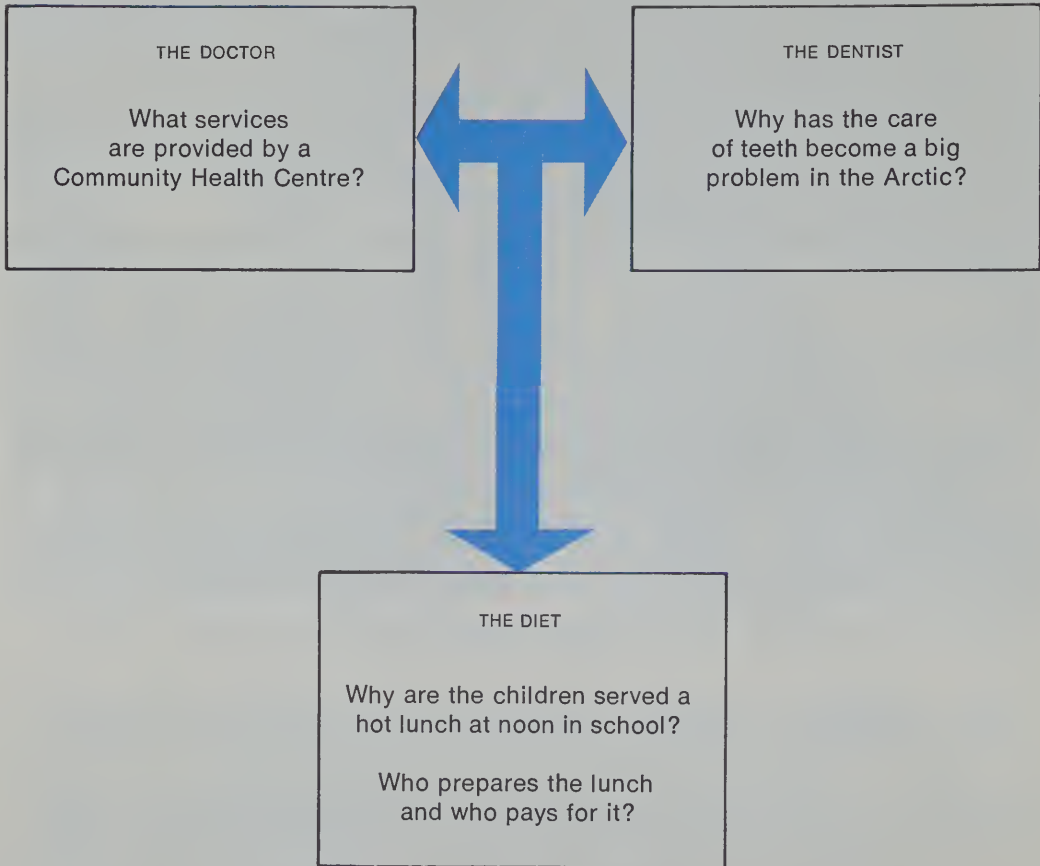 THE DOCTOR
What services
are provided by a
Community Health Centre?
THE DENTIST
Why has the care
of teeth become a big
problem in the Arctic?
THE DIET
Why are the children served a
hot lunch at noon in school?
Who prepares the lunch
and who pays for it?